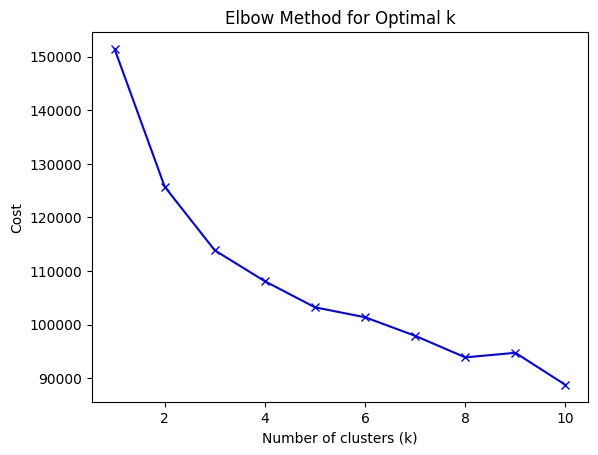 Elbow Method for Optimal k
150000
140000
130000
120000
110000
100000
90000
Cost
2 4 6 8 10
Number of clusters (k)